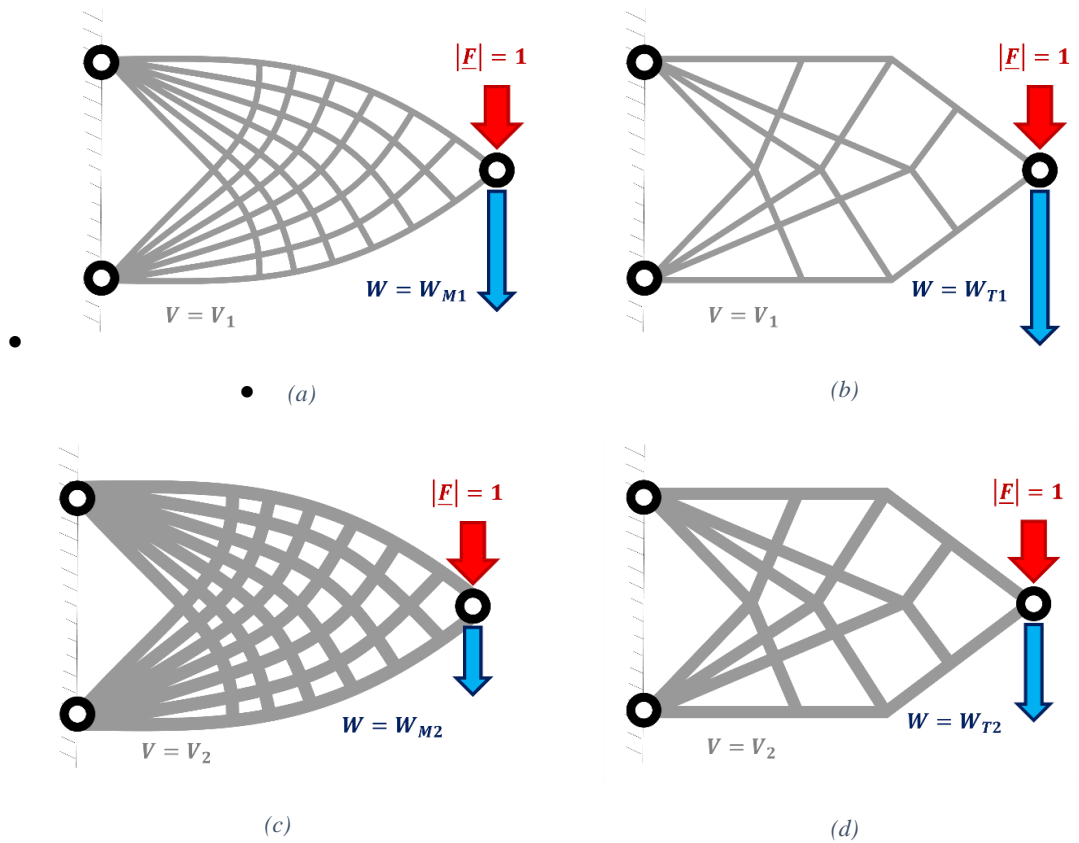 |F| = 1
|F| = 1
W = W_M1
W = W_T1
V = V_1
V = V_1
(a)
(b)
|F| = 1
|F| = 1
W = W_M2
W = W_T2
V = V_2
V = V_2
(c)
(d)